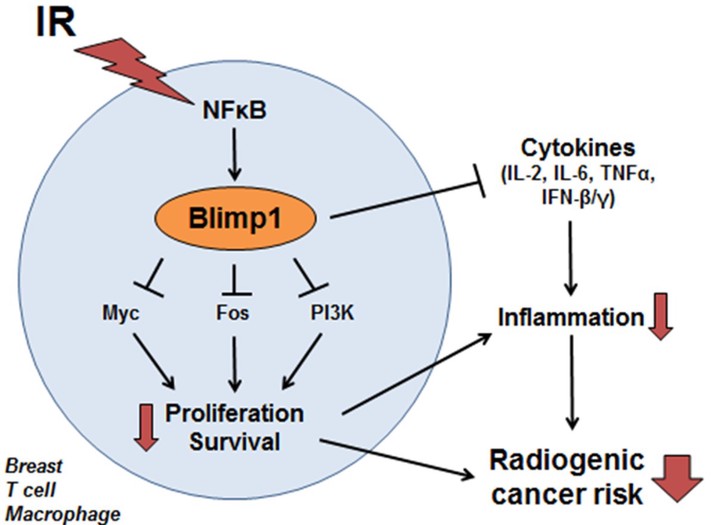 IR
NFκB
Blimp1
Cytokines
(IL-2, IL-6, TNFα,
IFN-β/γ)
Myc
Fos
PI3K
Inflammation
Proliferation
Survival
Radiogenic
cancer risk
Breast
T cell
Macrophage